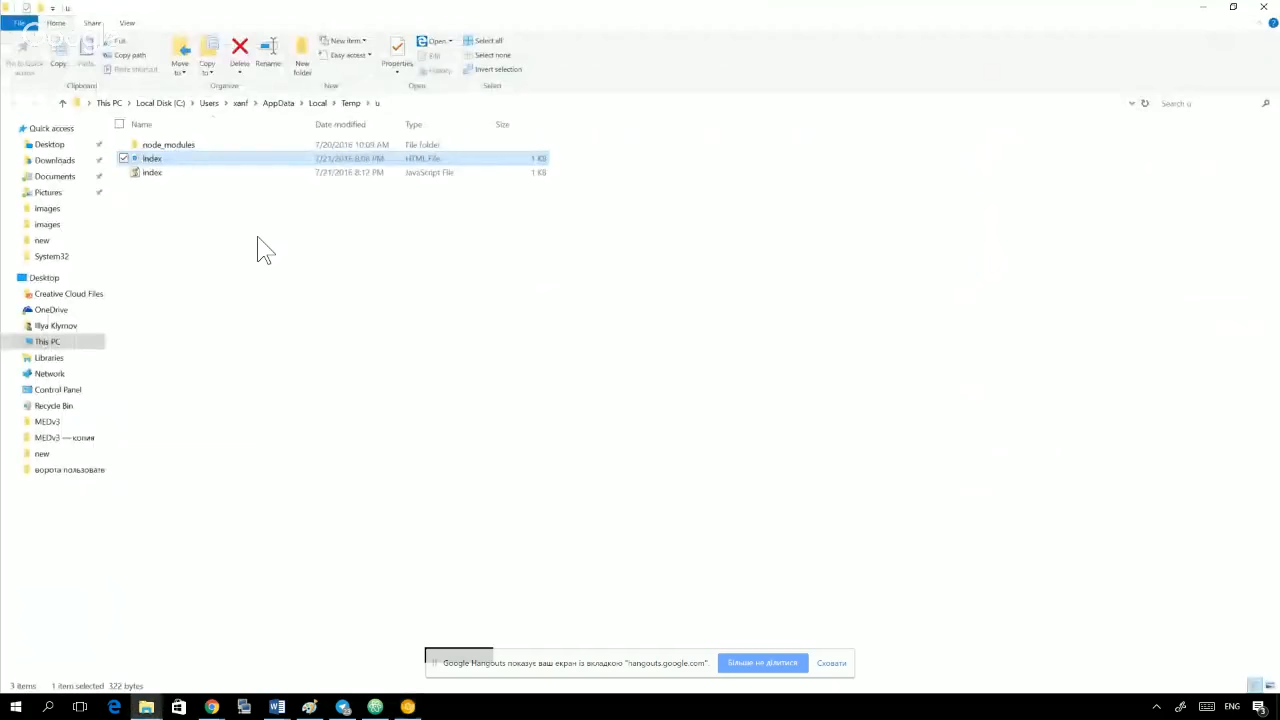 u
File Home Share View
Pin to Quick access
Copy
Paste
Cut
Copy path
Paste shortcut
Move to
Copy to
Delete
Rename
New folder
New item
Easy access
Properties
Open
Edit
History
Select all
Select none
Invert selection
Clipboard Organize New Open Select
This PC Local Disk (C:) Users xanf AppData Local Temp u
Search u
Name Date modified Type Size
node_modules 7/20/2016 10:09 AM File folder
index 7/21/2016 8:08 PM HTML File 1 KB
index 7/21/2016 8:12 PM JavaScript File 1 KB
Quick access
Desktop
Downloads
Documents
Pictures
images
images
new
System32
Desktop
Creative Cloud Files
OneDrive
Illya Klymov
This PC
Libraries
Network
Control Panel
Recycle Bin
MEDv3
MEDv3 — копия
new
ворота пользовате
Google Hangouts показує ваш екран із вкладкою "hangouts.google.com". Більше не ділитися Сховати
3 items 1 item selected 322 bytes
ENG